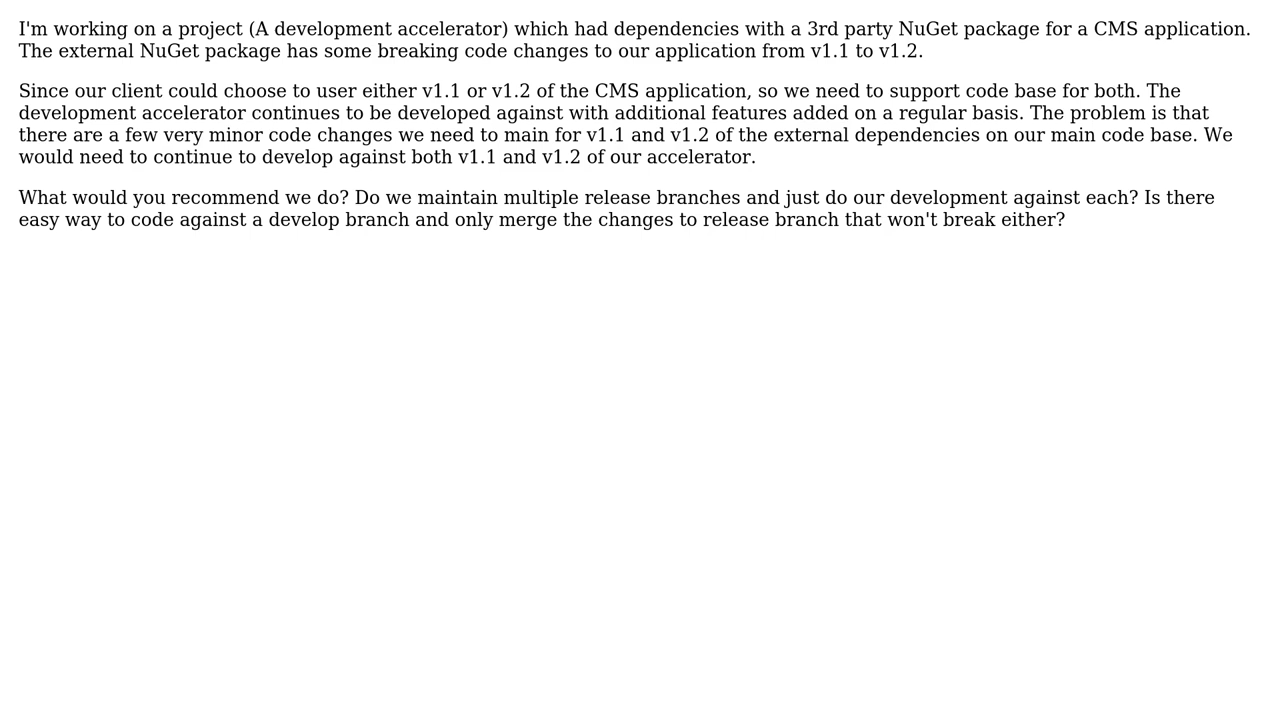 I'm working on a project (A development accelerator) which had dependencies with a 3rd party NuGet package for a CMS application.
The external NuGet package has some breaking code changes to our application from v1.1 to v1.2.
Since our client could choose to user either v1.1 or v1.2 of the CMS application, so we need to support code base for both. The
development accelerator continues to be developed against with additional features added on a regular basis. The problem is that
there are a few very minor code changes we need to main for v1.1 and v1.2 of the external dependencies on our main code base. We
would need to continue to develop against both v1.1 and v1.2 of our accelerator.
What would you recommend we do? Do we maintain multiple release branches and just do our development against each? Is there
easy way to code against a develop branch and only merge the changes to release branch that won't break either?